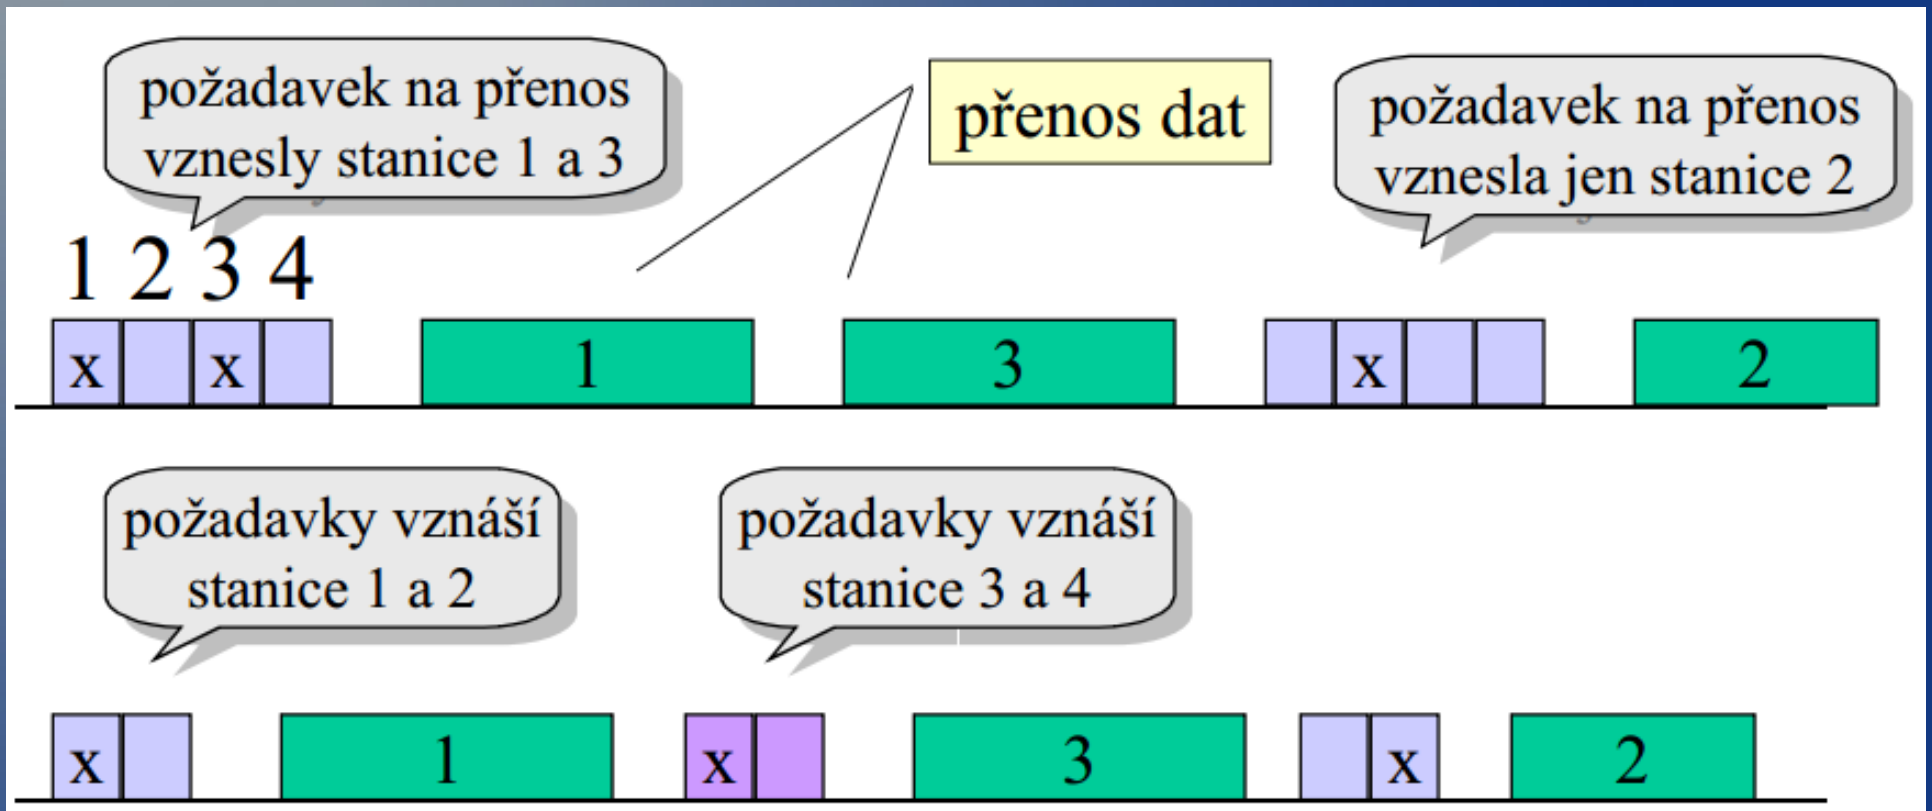 požadavek na přenos
vznesly stanice 1 a 3
přenos dat
požadavek na přenos
vznesla jen stanice 2
1 2 3 4
x x 1 3 x 2
požadavky vznáší
stanice 1 a 2
požadavky vznáší
stanice 3 a 4
x 1 x 3 x 2